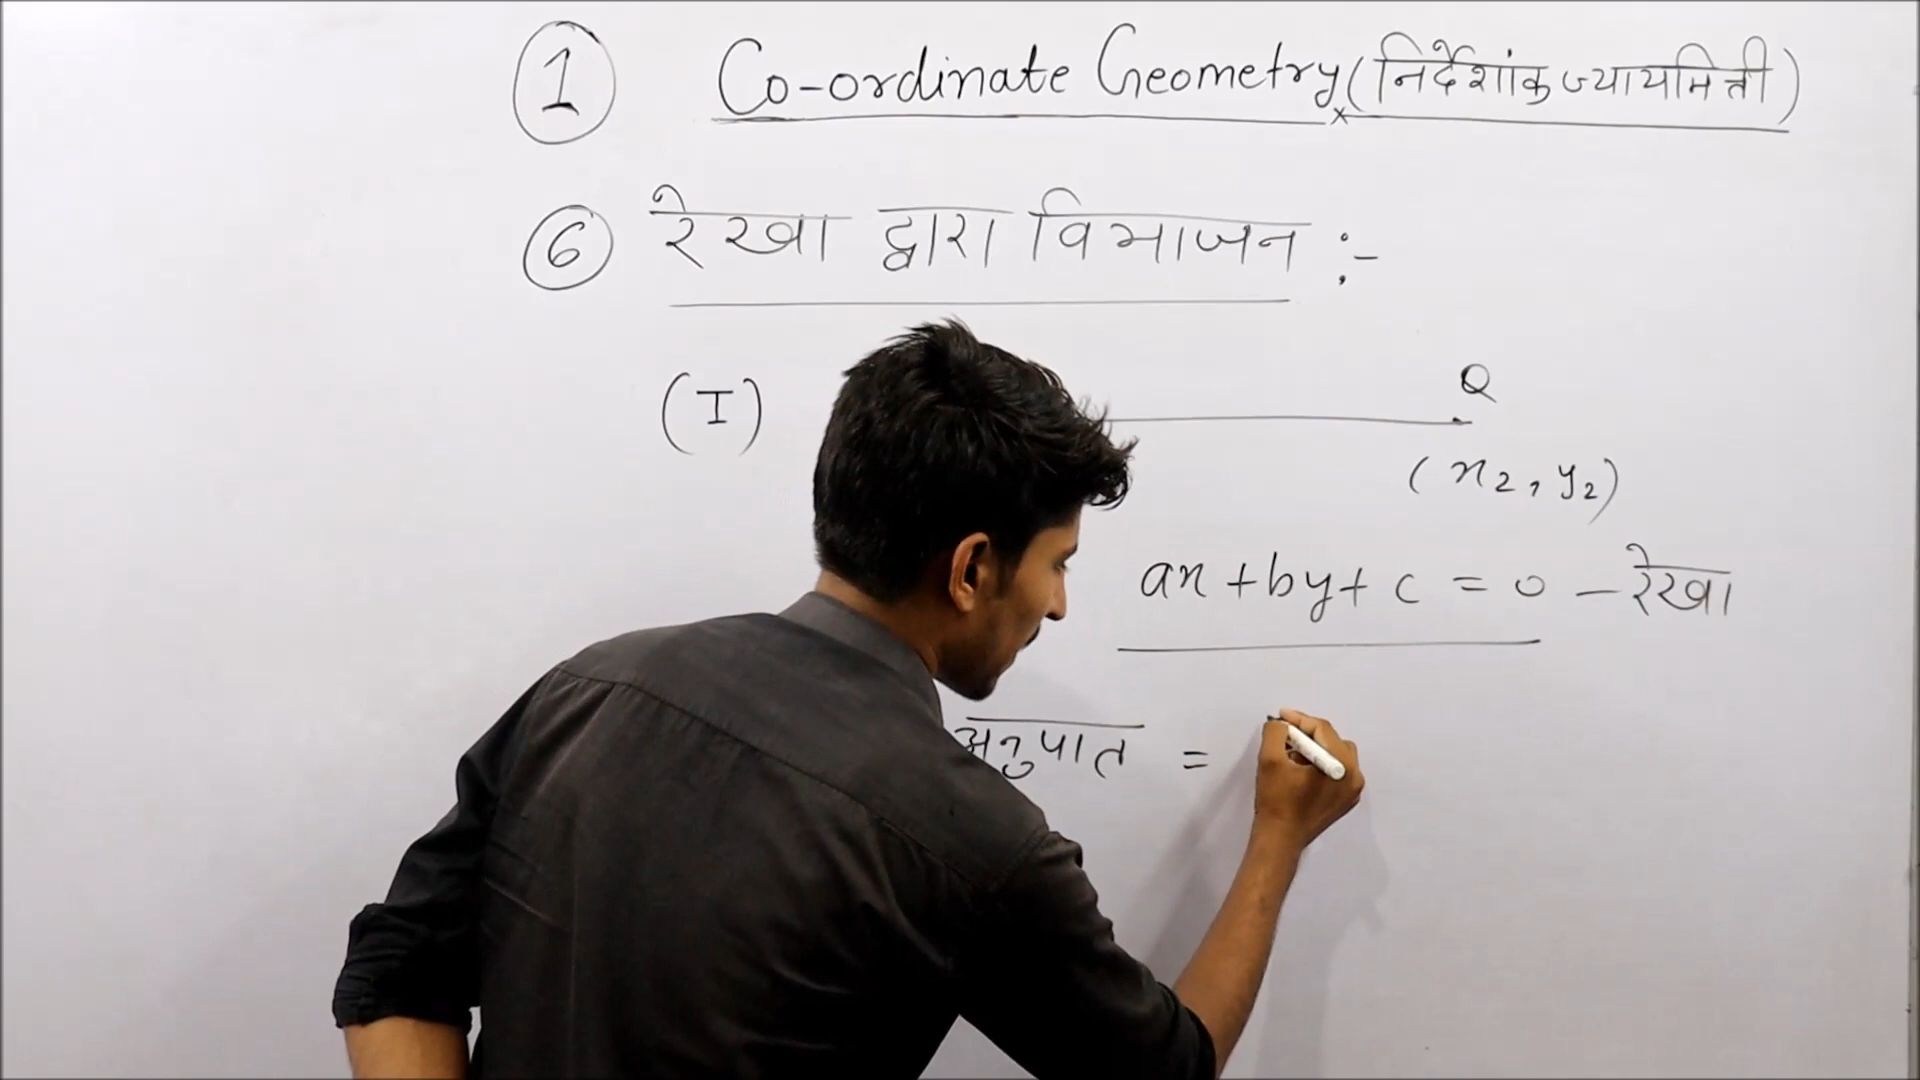 ① Co-ordinate Geometry (निर्देशांक ज्यायमिती)
⑥ रेखा द्वारा विभाजन :-
(I)
Q
(x2, y2)
ax + by + c = 0 - रेखा
अनुपात =